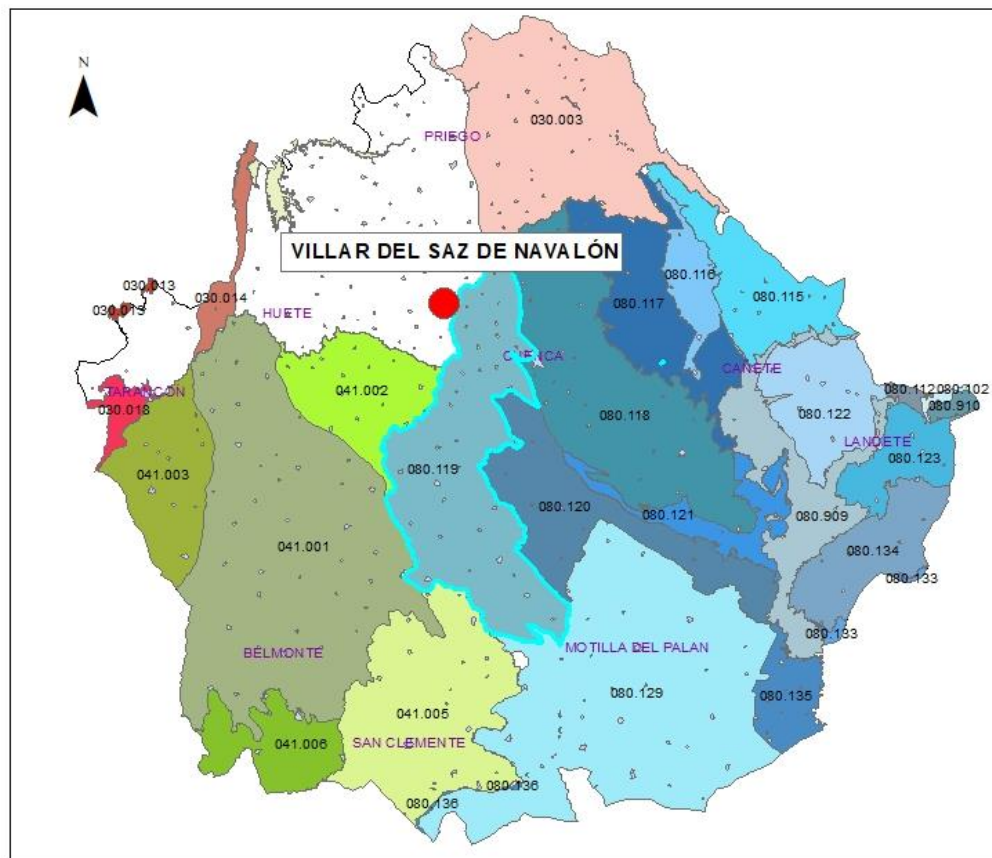 N
030.003
PRIEGO
VILLAR DEL SAZ DE NAVALÓN
080.116
080.115
080.117
030.013
030.013
030.014
HUETE
CUENCA
CAÑETE
TARANCON
030.018
041.002
080.112
080.102
080.910
080.118
080.122
LANDETE
041.003
080.119
080.123
080.120
080.121
080.909
041.001
080.134
080.133
080.133
BELMONTE
MOTILLA DEL PALAN
080.129
080.135
041.005
041.006
SAN CLEMENTE
080.136
080.136